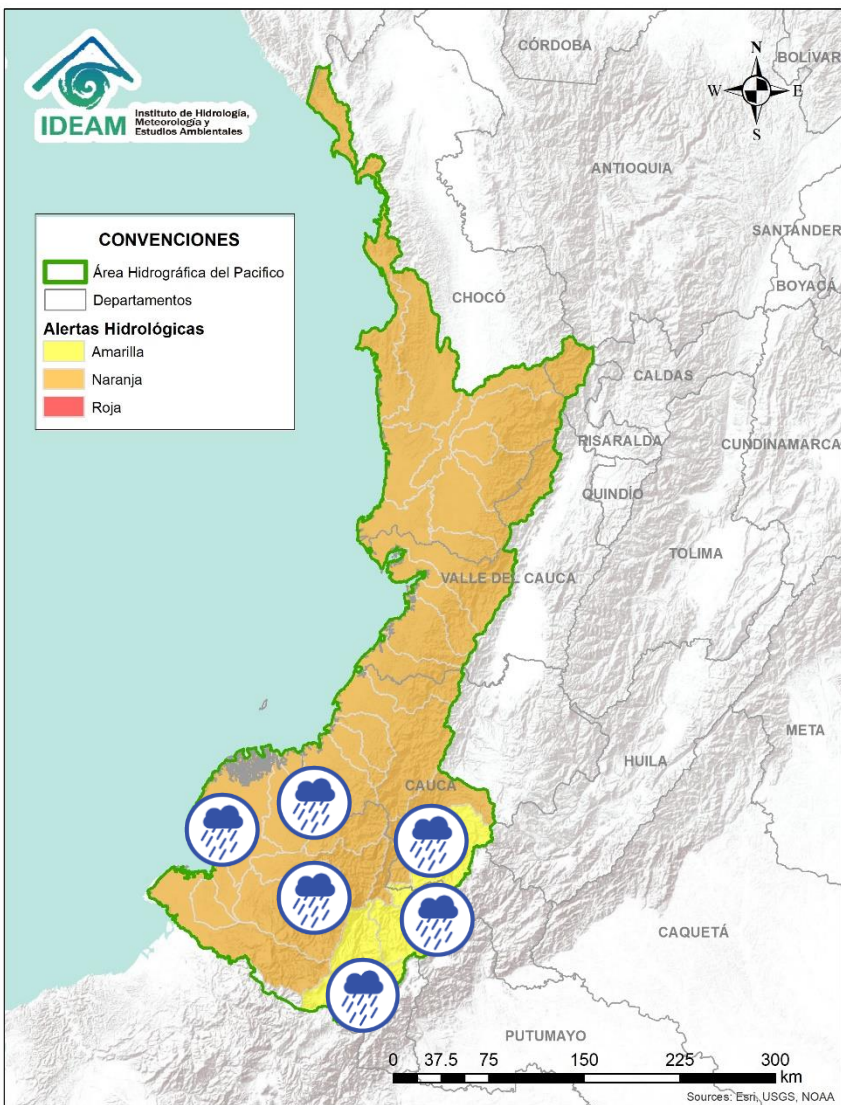 IDEAM
Instituto de Hidrología,
Meteorología y
Estudios Ambientales
CÓRDOBA
BOLÍVAR
N
W
E
S
ANTIOQUIA
SANTANDER
BOYACÁ
CHOCÓ
CONVENCIONES
Área Hidrográfica del Pacifico
Departamentos
Alertas Hidrológicas
Amarilla
Naranja
Roja
CALDAS
RISARALDA
CUNDINAMARCA
QUINDÍO
TOLIMA
VALLE DEL CAUCA
META
HUILA
CAUCA
CAQUETÁ
PUTUMAYO
0 37.5 75 150 225 300
km
Sources: Esri, USGS, NOAA